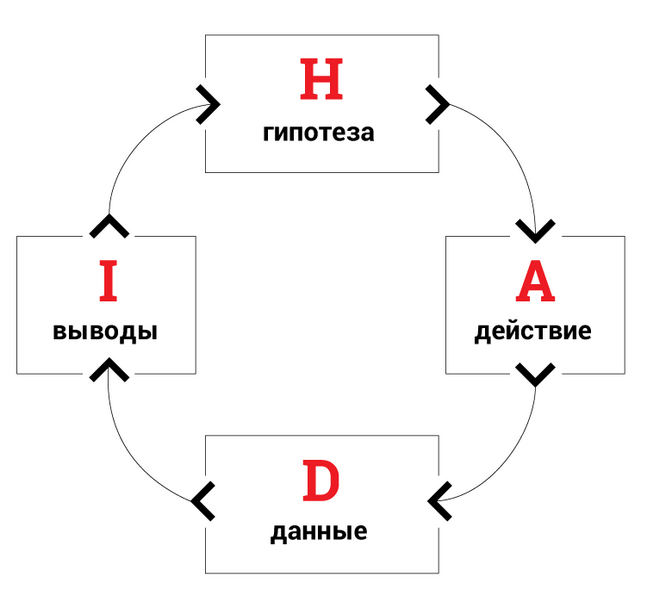 H
гипотеза
A
действие
D
данные
I
выводы